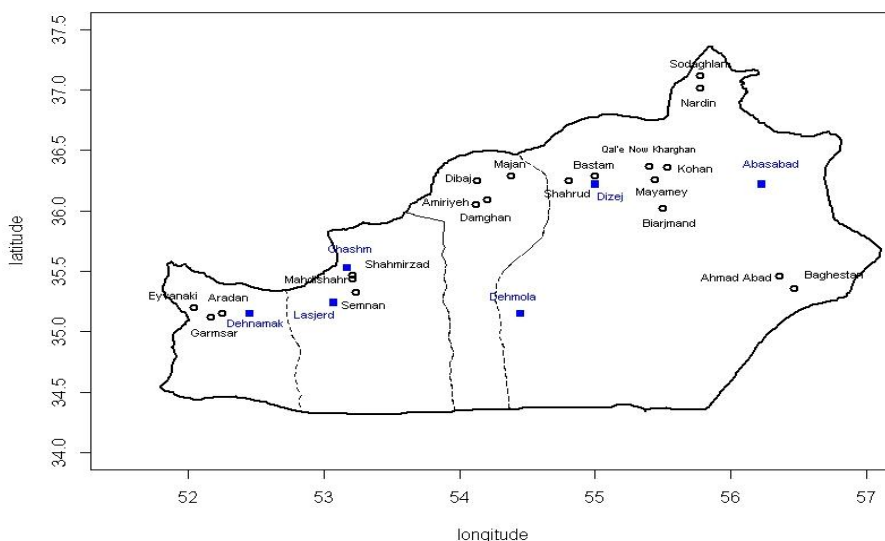 37.5
37.0
36.5
36.0
35.5
35.0
34.5
34.0
latitude
Sodaghlan
Nardin
Majan
Dibaj
Amiriyeh
Damghan
Bastam
Shahrud
Dizej
Qal'e Now Kharghan
Kohan
Mayamey
Biarjmand
Abasabad
Ghashm
Shahmirzad
Mahdishahr
Semnan
Lasjerd
Eyvanaki
Aradan
Garmsar
Dehnamak
Dehmola
Ahmad Abad
Baghestan
52
53
54
55
56
57
longitude